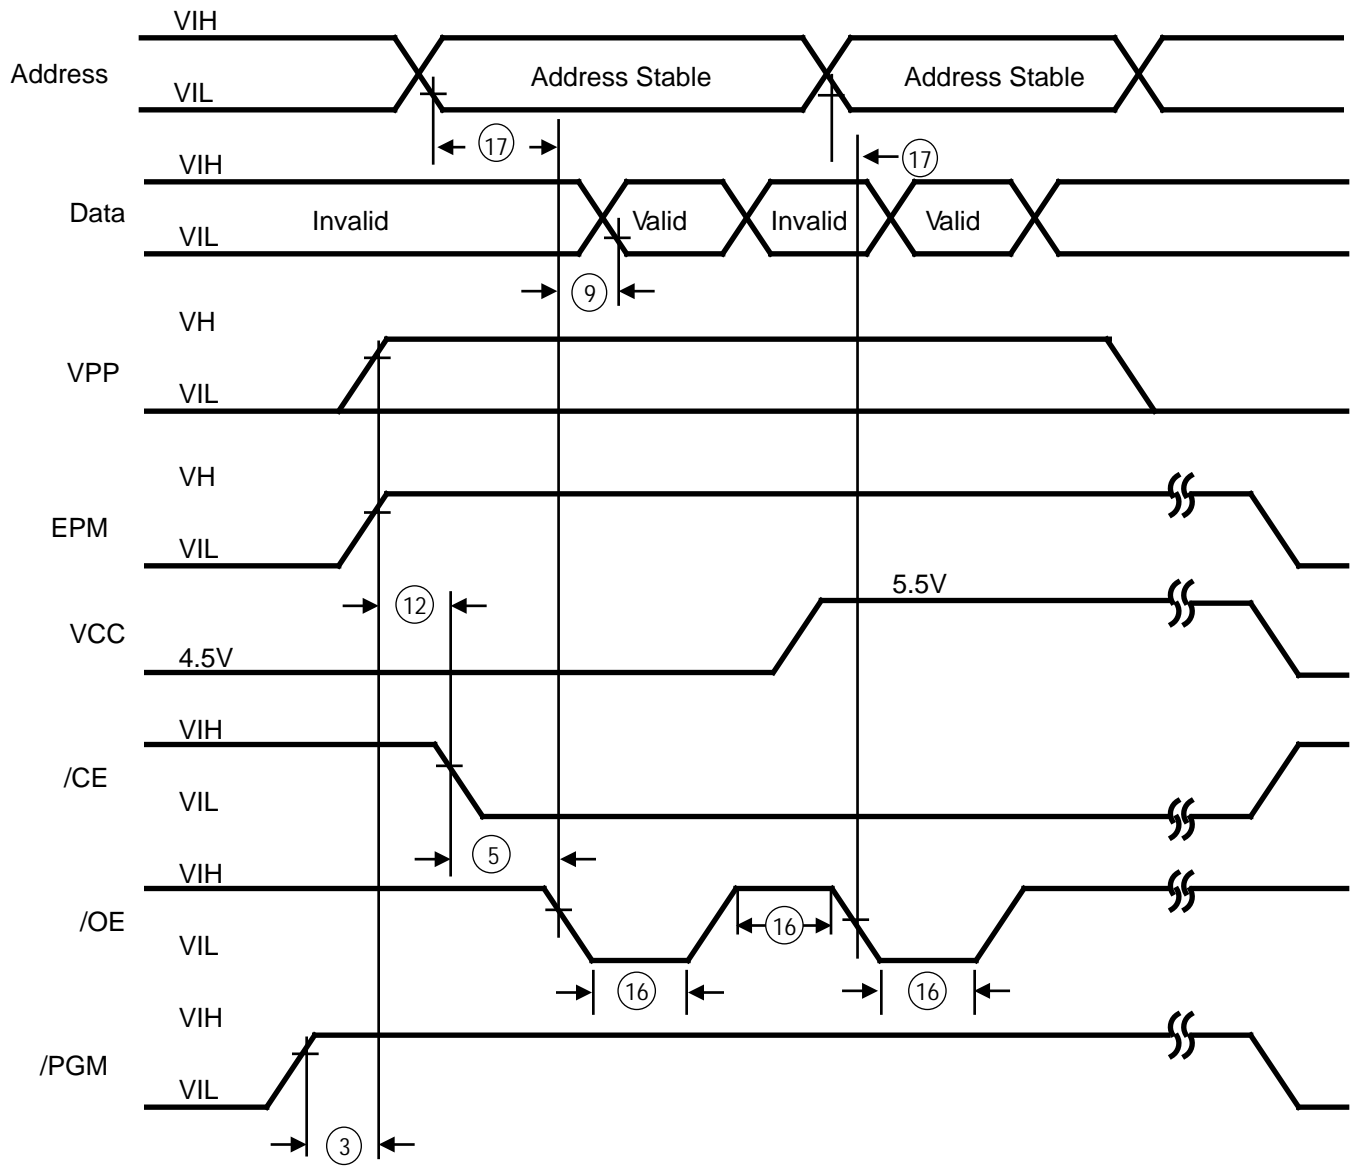 VIH
Address
Address Stable
Address Stable
VIL
17
17
VIH
Data
Invalid
Valid
Invalid
Valid
VIL
9
VH
VPP
VIL
VH
EPM
VIL
12
5.5V
VCC
4.5V
VIH
/CE
VIL
5
VIH
/OE
16
VIL
16
16
VIH
/PGM
VIL
3